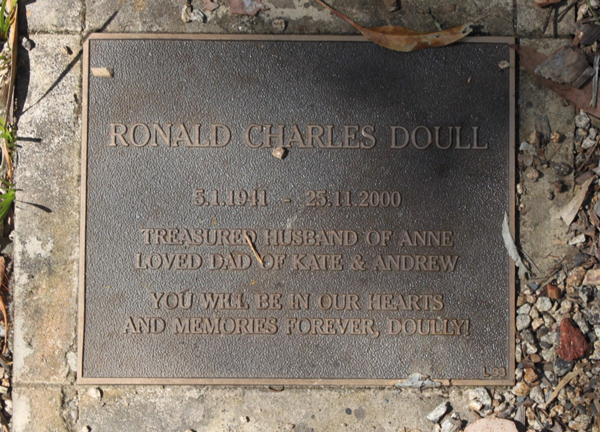 RONALD CHARLES DOULL
5.1.1941 - 25.11.2000
TREASURED HUSBAND OF ANNE
LOVED DAD OF KATE & ANDREW
YOU WILL BE IN OUR HEARTS
AND MEMORIES FOREVER, DOULLY!